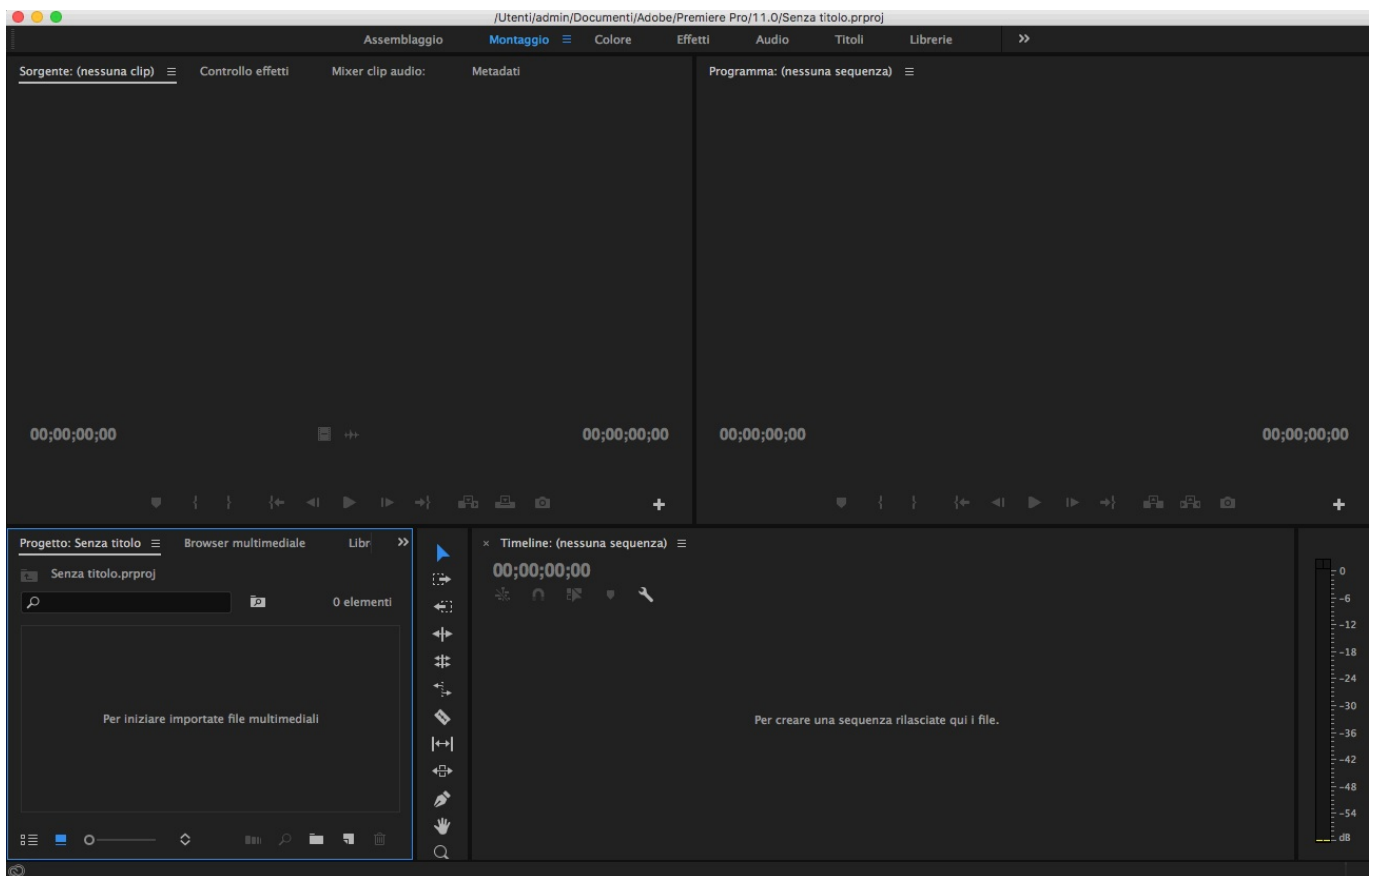 /Utenti/admin/Documenti/Adobe/Premiere Pro/11.0/Senza titolo.prproj
Assemblaggio Montaggio Colore Effetti Audio Titoli Librerie
Sorgente: (nessuna clip) Controllo effetti Mixer clip audio: Metadati
Programma: (nessuna sequenza)
00;00;00;00 00;00;00;00
00;00;00;00 00;00;00;00
Progetto: Senza titolo Browser multimediale Libr
Senza titolo.prproj
0 elementi
Per iniziare importate file multimediali
× Timeline: (nessuna sequenza)
00;00;00;00
Per creare una sequenza rilasciate qui i file.
0
-6
-12
-18
-24
-30
-36
-42
-48
-54
dB